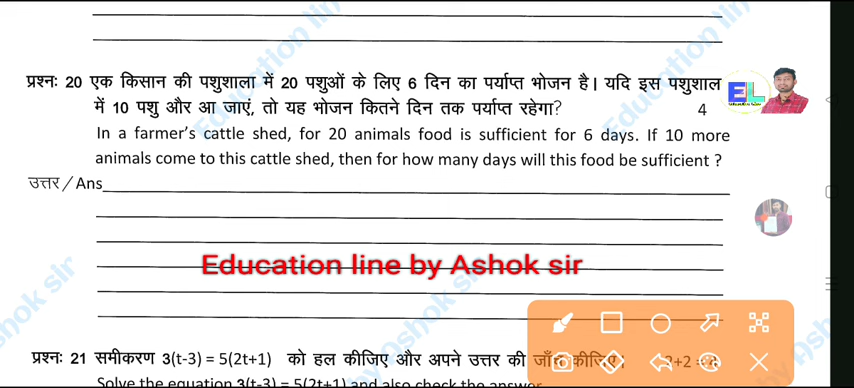 प्रश्नः 20 एक किसान की पशुशाला में 20 पशुओं के लिए 6 दिन का पर्याप्त भोजन है। यदि इस पशुशाल
में 10 पशु और आ जाएं, तो यह भोजन कितने दिन तक पर्याप्त रहेगा? 4
In a farmer's cattle shed, for 20 animals food is sufficient for 6 days. If 10 more
animals come to this cattle shed, then for how many days will this food be sufficient ?
उत्तर/Ans
Education line by Ashok sir
प्रश्नः 21 समीकरण 3(t-3) = 5(2t+1) को हल कीजिए और अपने उत्तर की जाँच कीजिए।
Solve the equation 3(t-3) = 5(2t+1) and also check the answer
EL